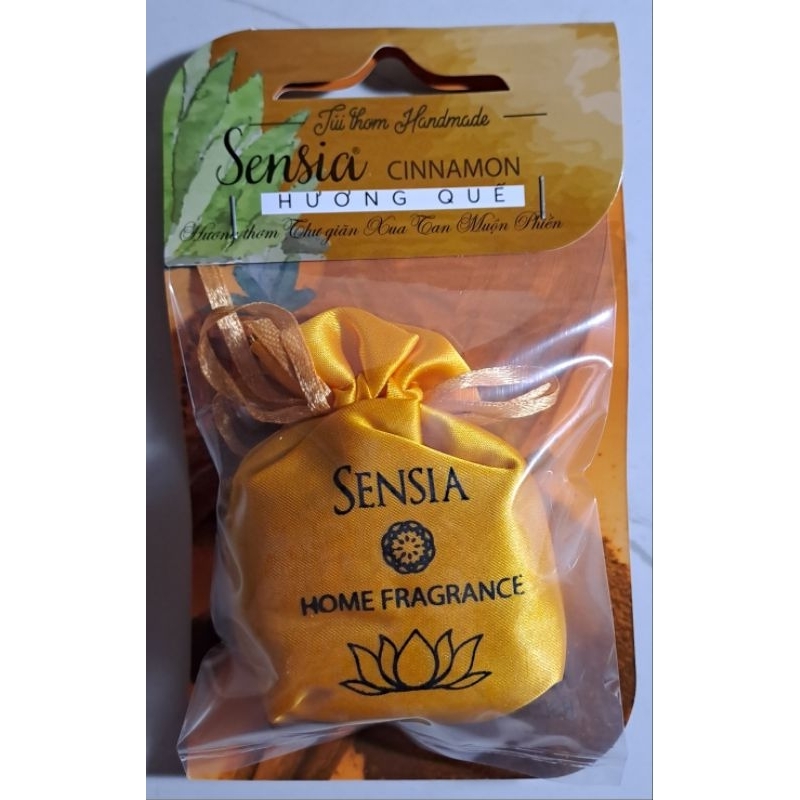 Túi thơm Handmade
Sensia® CINNAMON
HƯƠNG QUẾ
Hương thơm Thư giãn Xua Tan Muộn Phiền
SENSIA
HOME FRAGRANCE